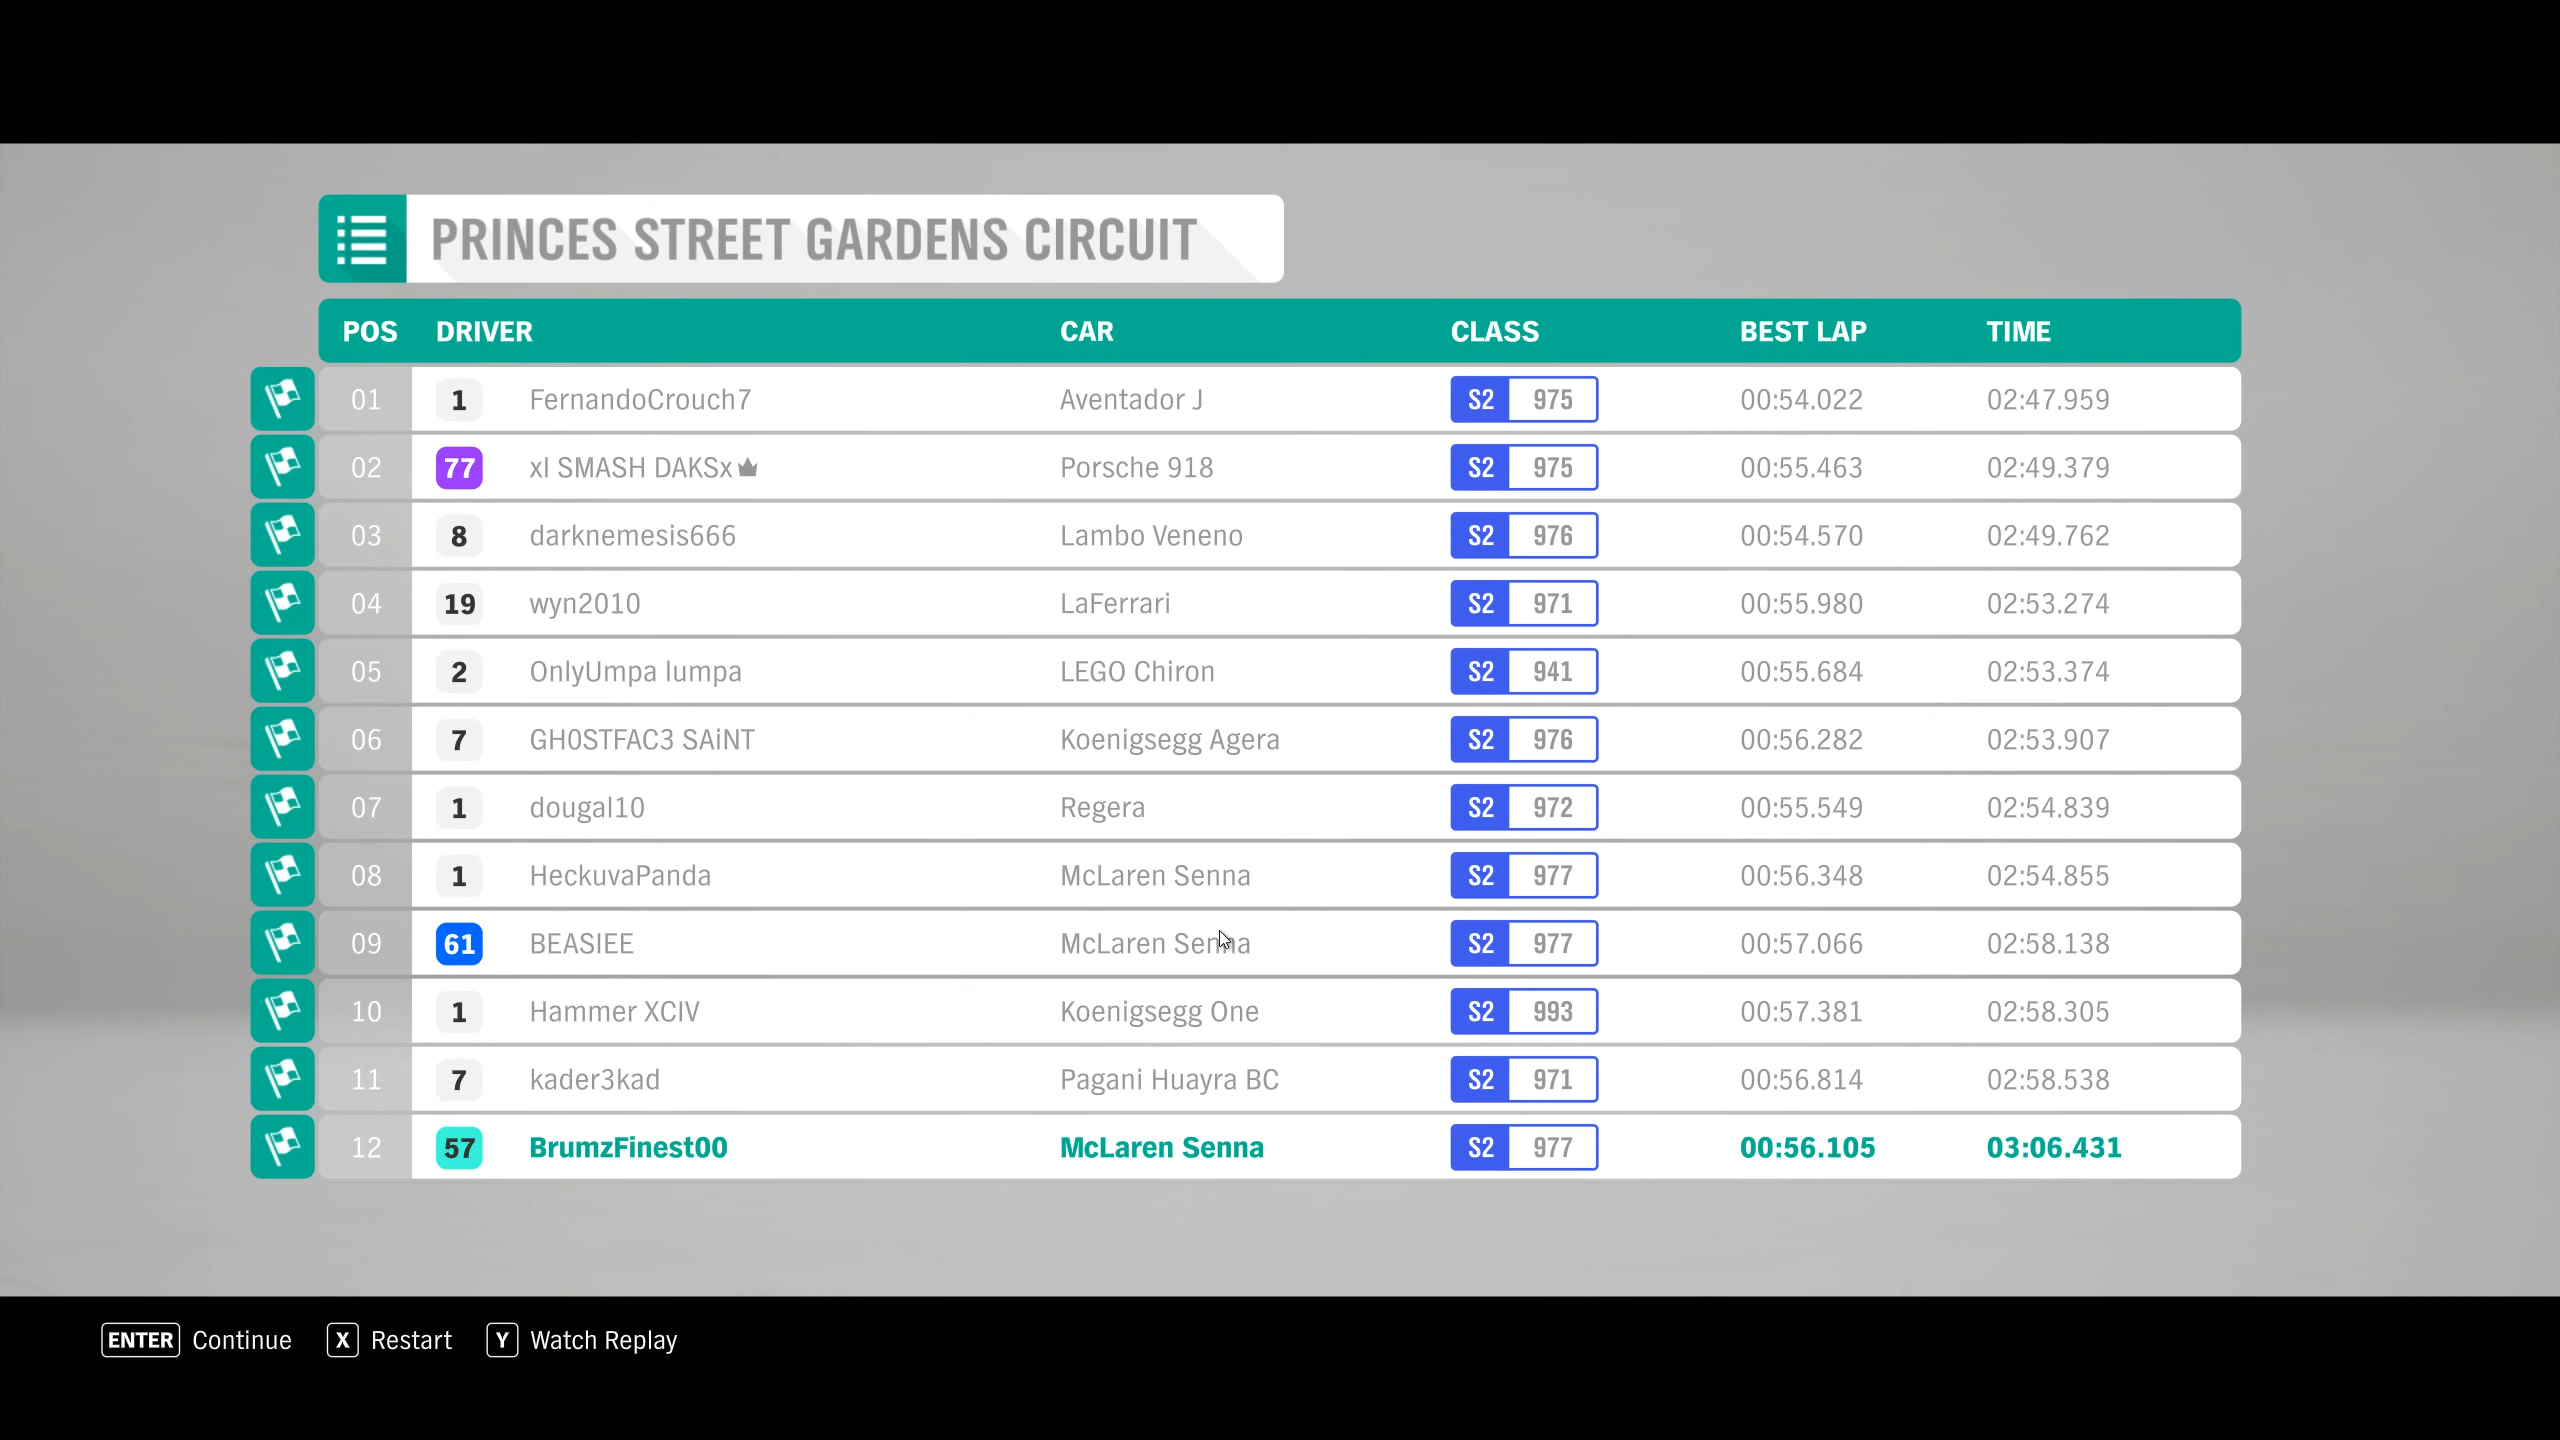 PRINCES STREET GARDENS CIRCUIT
POS DRIVER CAR CLASS BEST LAP TIME
01 1 FernandoCrouch7 Aventador J S2 975 00:54.022 02:47.959
02 77 xI SMASH DAKSx Porsche 918 S2 975 00:55.463 02:49.379
03 8 darknemesis666 Lambo Veneno S2 976 00:54.570 02:49.762
04 19 wyn2010 LaFerrari S2 971 00:55.980 02:53.274
05 2 OnlyUmpa lumpa LEGO Chiron S2 941 00:55.684 02:53.374
06 7 GH0STFAC3 SAiNT Koenigsegg Agera S2 976 00:56.282 02:53.907
07 1 dougal10 Regera S2 972 00:55.549 02:54.839
08 1 HeckuvaPanda McLaren Senna S2 977 00:56.348 02:54.855
09 61 BEASIEE McLaren Senna S2 977 00:57.066 02:58.138
10 1 Hammer XCIV Koenigsegg One S2 993 00:57.381 02:58.305
11 7 kader3kad Pagani Huayra BC S2 971 00:56.814 02:58.538
12 57 BrumzFinest00 McLaren Senna S2 977 00:56.105 03:06.431
ENTER Continue X Restart Y Watch Replay